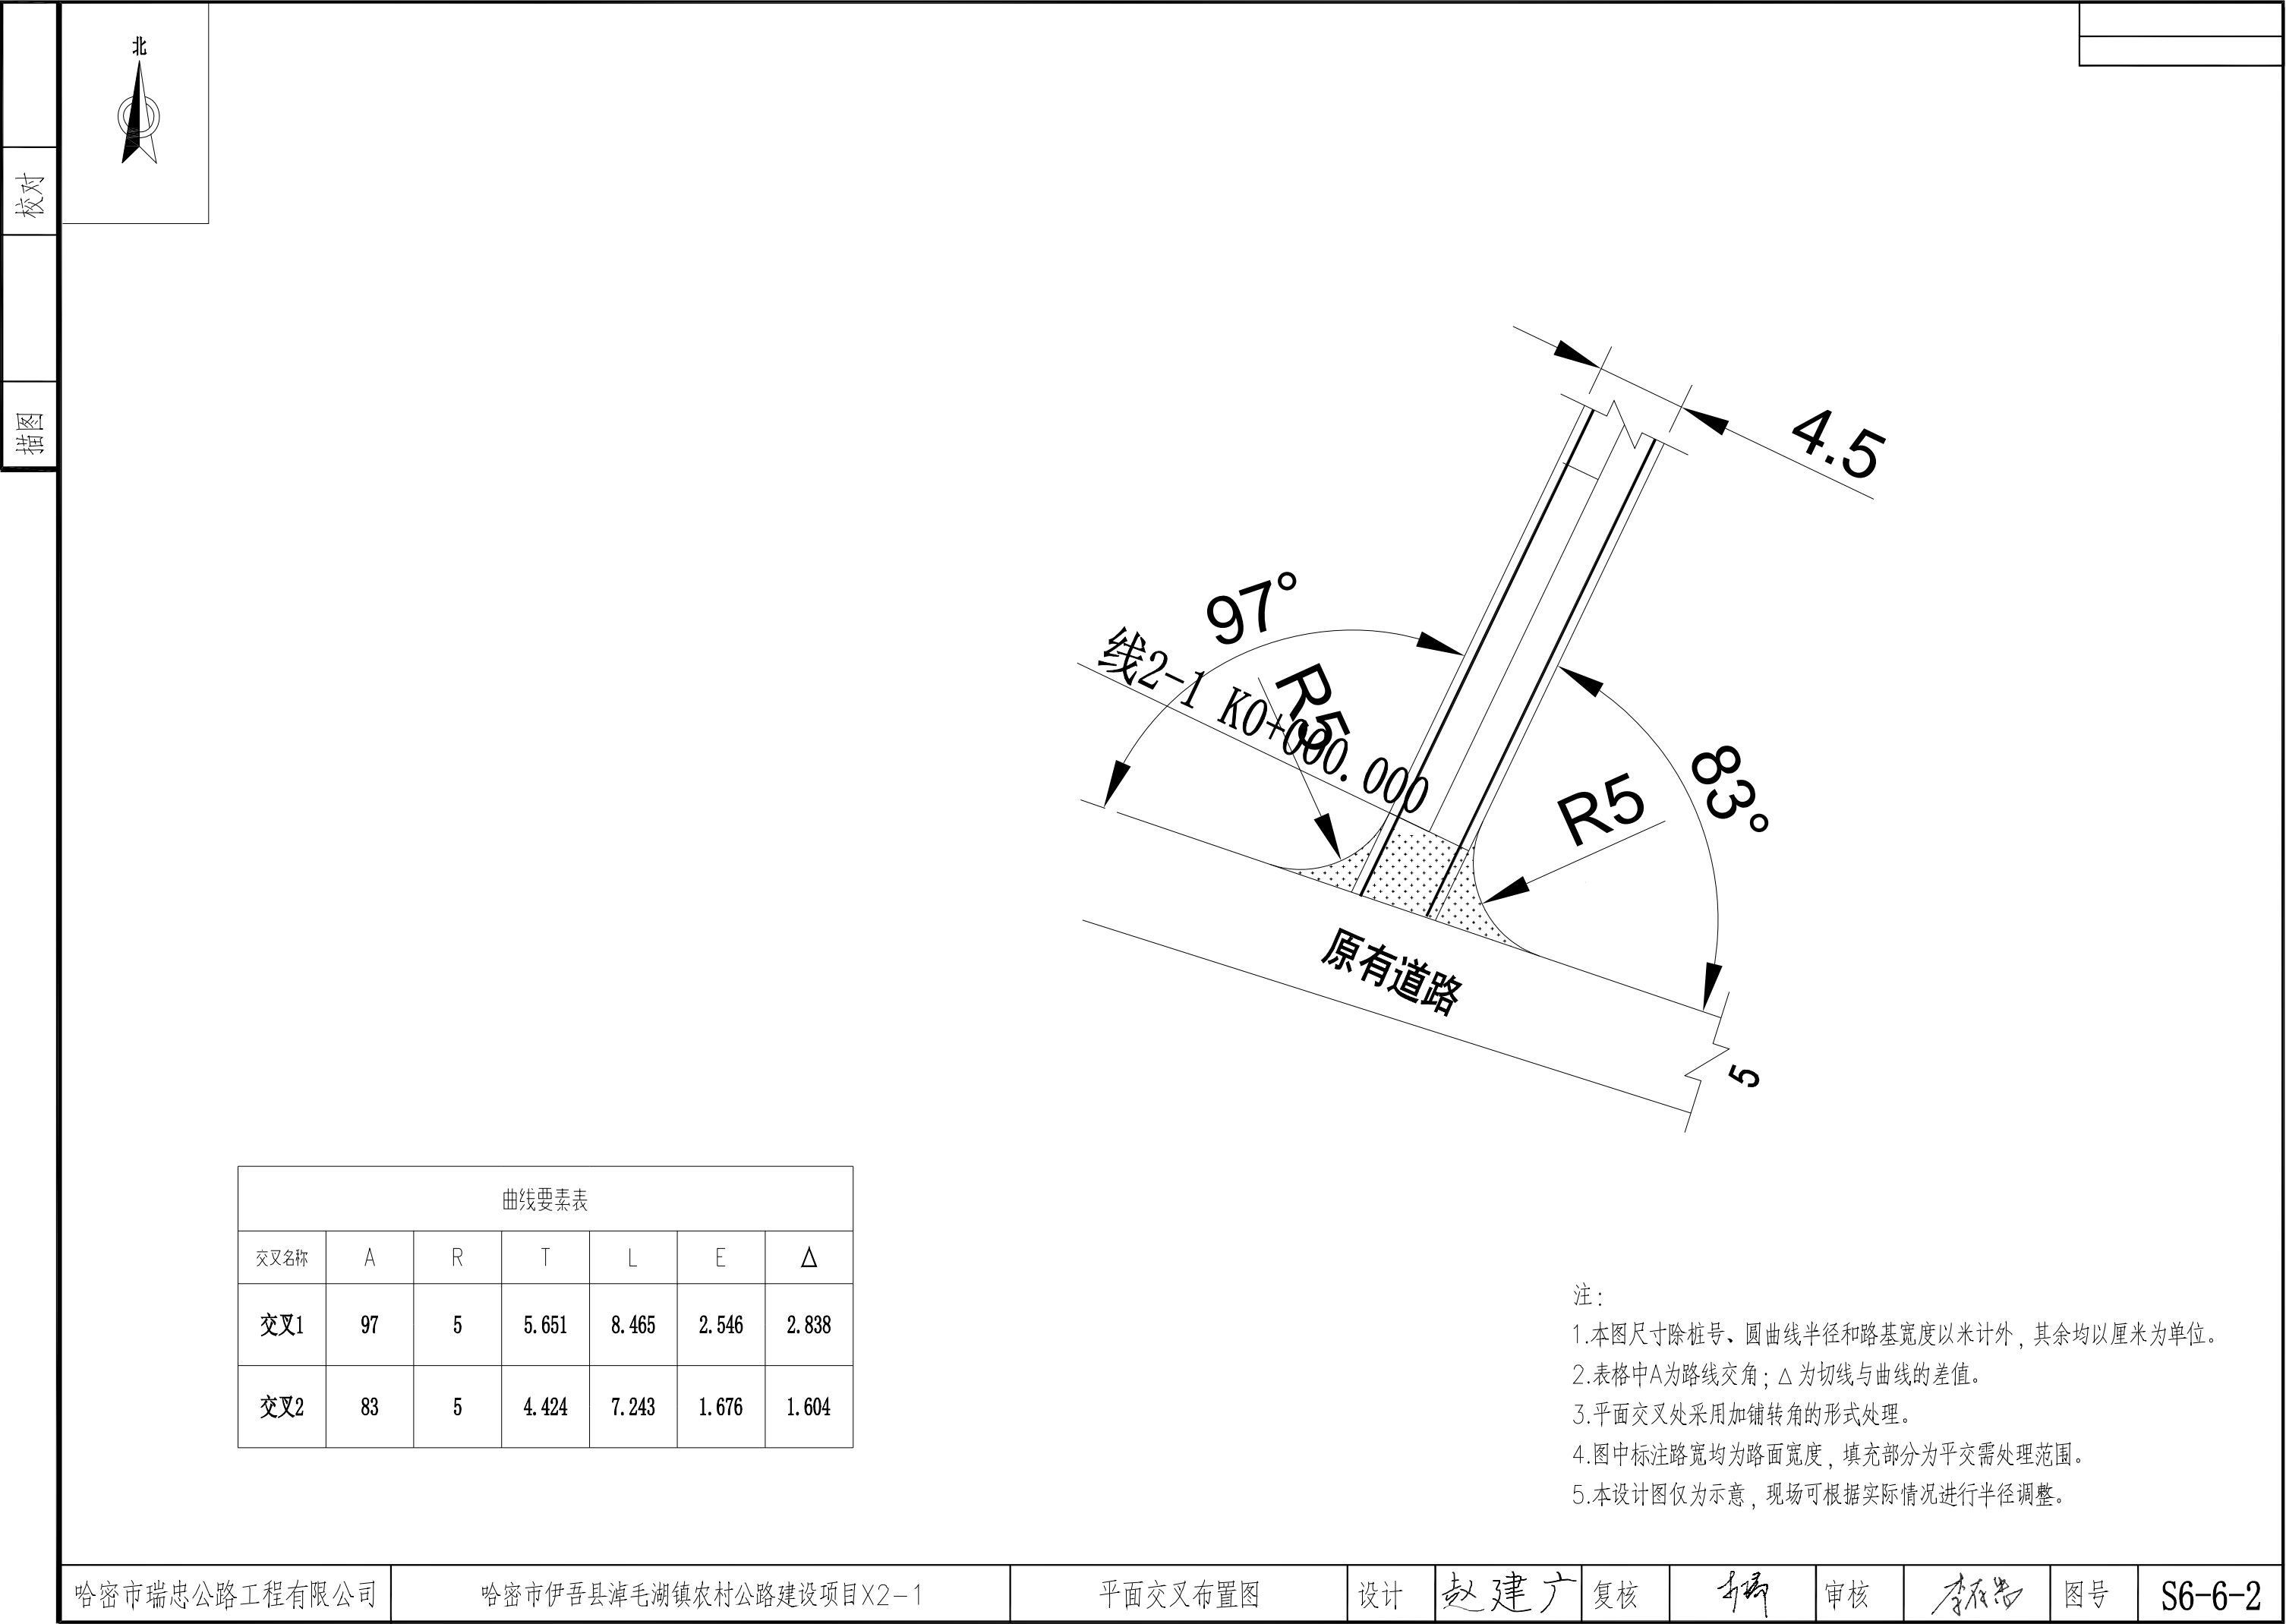 北
校对
描图
4.5
97°
线2-1 K0+000.000
R5
R5
83°
原有道路
5
曲线要素表
交叉名称 A R T L E Δ
交叉1 97 5 5.651 8.465 2.546 2.838
交叉2 83 5 4.424 7.243 1.676 1.604
注:
1.本图尺寸除桩号、圆曲线半径和路基宽度以米计外,其余均以厘米为单位。
2.表格中A为路线交角;△为切线与曲线的差值。
3.平面交叉处采用加铺转角的形式处理。
4.图中标注路宽均为路面宽度,填充部分为平交需处理范围。
5.本设计图仅为示意,现场可根据实际情况进行半径调整。
哈密市瑞忠公路工程有限公司 哈密市伊吾县淖毛湖镇农村公路建设项目X2-1 平面交叉布置图 设计 赵建广 复核 审核 图号 S6-6-2